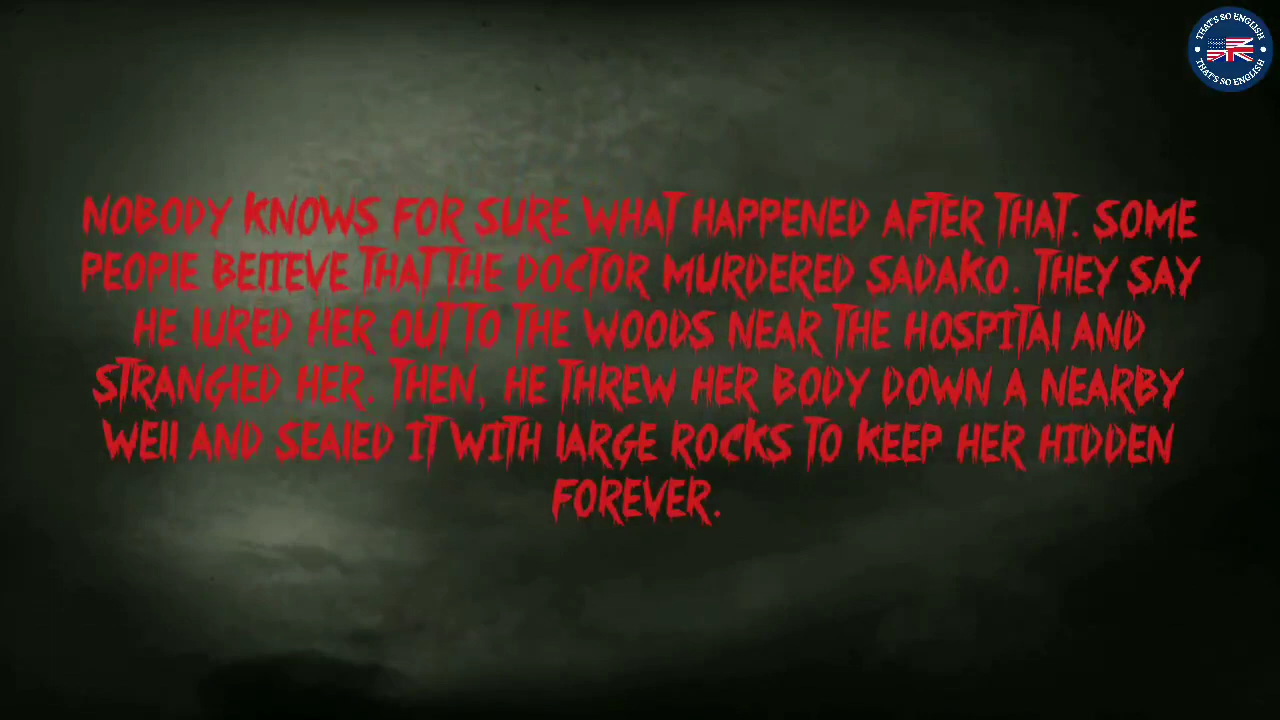 THAT'S SO ENGLISH
THAT'S SO ENGLISH
NOBODY KNOWS FOR SURE WHAT HAPPENED AFTER THAT. SOME
PEOPlE BElIEVE THAT THE DOCTOR MURDERED SADAKO. THEY SAY
HE lURED HER OUT TO THE WOODS NEAR THE HOSPITAl AND
STRANGlED HER. THEN, HE THREW HER BODY DOWN A NEARBY
WEll AND SEAlED IT WITH lARGE ROCKS TO KEEP HER HIDDEN
FOREVER.